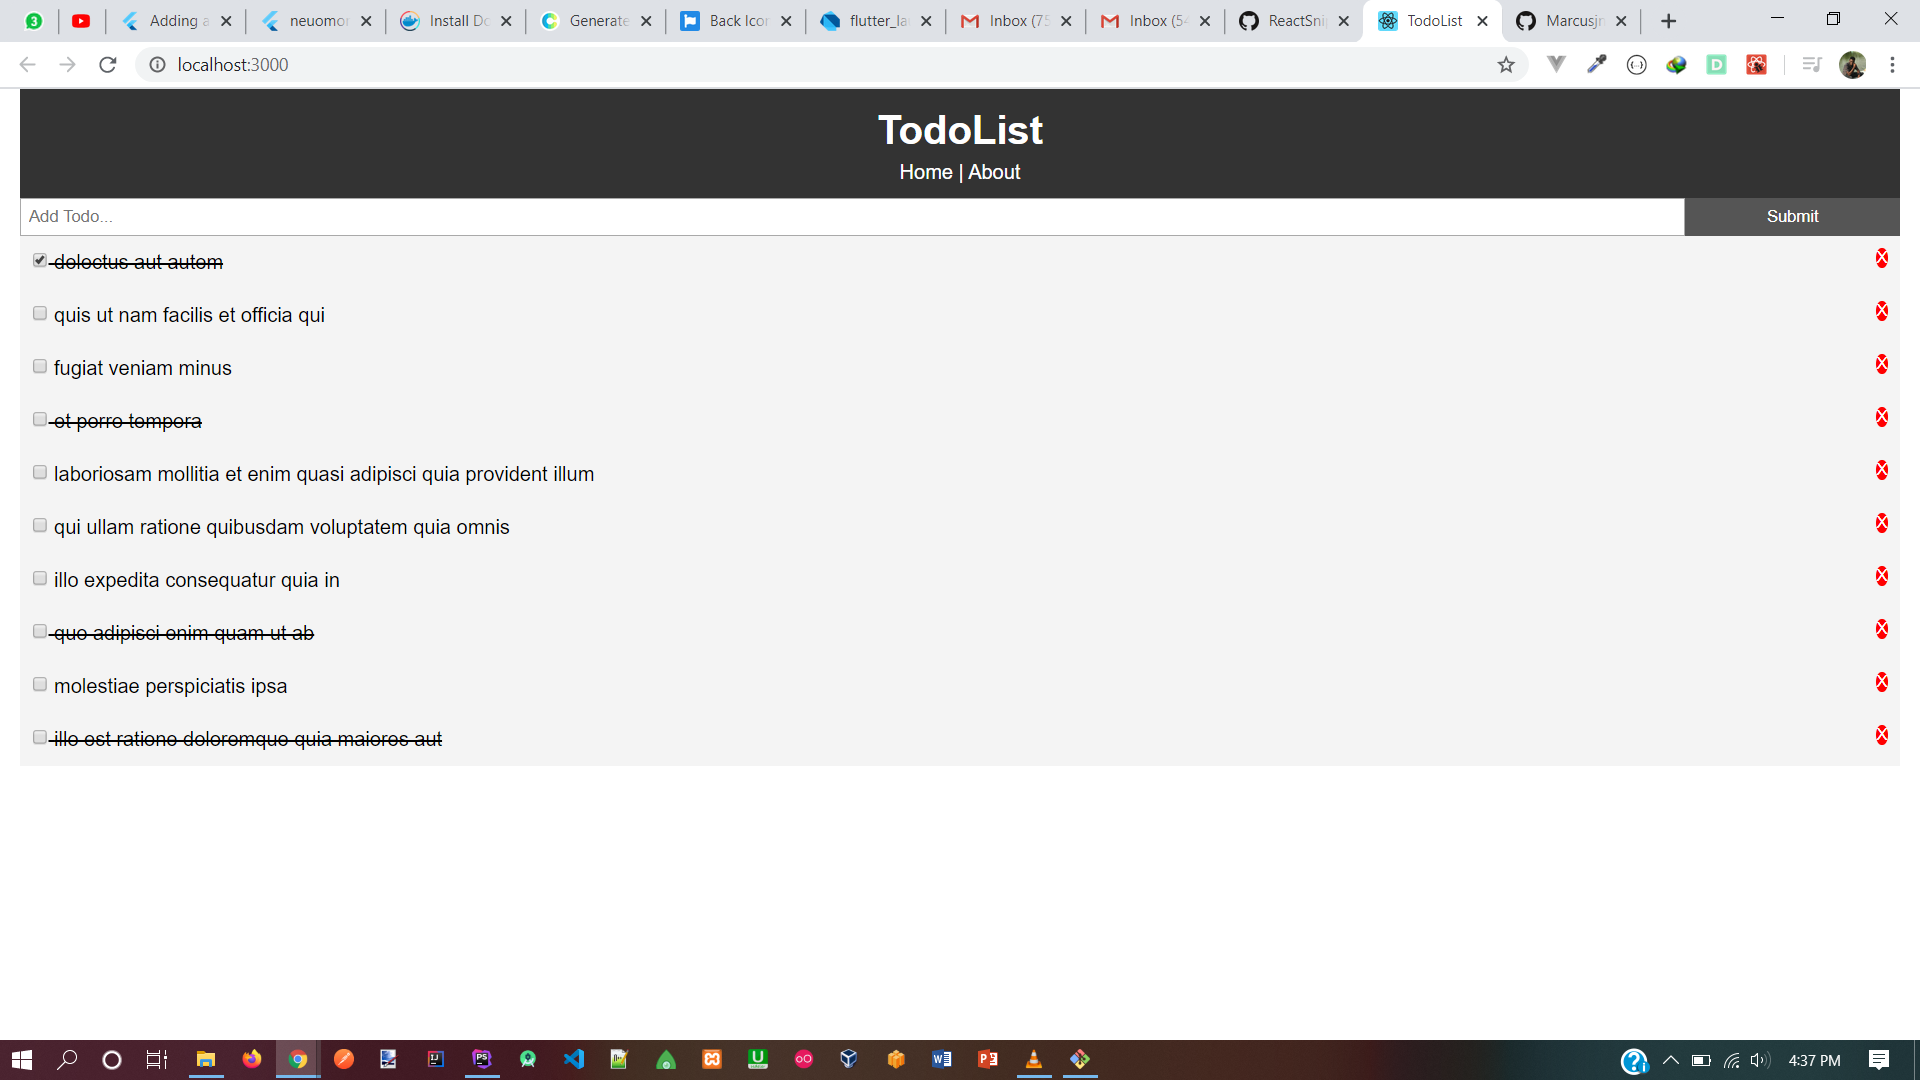 3
Adding a
neuomor
Install Do
Generate
Back Icon
flutter_la
Inbox (75
Inbox (54
ReactSni
TodoList
Marcusjn
localhost:3000
TodoList
Home | About
Add Todo...
Submit
delectus aut autem
X
quis ut nam facilis et officia qui
X
fugiat veniam minus
X
et porro tempora
X
laboriosam mollitia et enim quasi adipisci quia provident illum
X
qui ullam ratione quibusdam voluptatem quia omnis
X
illo expedita consequatur quia in
X
quo adipisci enim quam ut ab
X
molestiae perspiciatis ipsa
X
illo est ratione doloremque quia maiores aut
X
4:37 PM